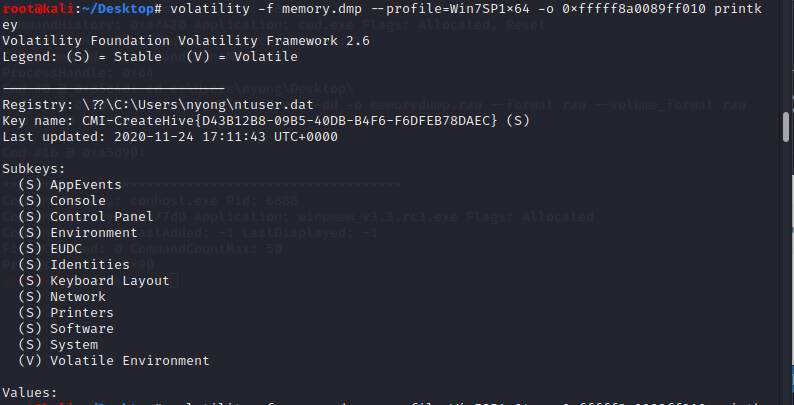 root@kali:~/Desktop# volatility -f memory.dmp --profile=Win7SP1×64 -o 0×fffff8a0089ff010 printk
ey
Volatility Foundation Volatility Framework 2.6
Legend: (S) = Stable (V) = Volatile
----------------------------
Registry: \??\C:\Users\nyong\ntuser.dat
Key name: CMI-CreateHive{D43B12B8-09B5-40DB-B4F6-F6DFEB78DAEC} (S)
Last updated: 2020-11-24 17:11:43 UTC+0000
Subkeys:
(S) AppEvents
(S) Console
(S) Control Panel
(S) Environment
(S) EUDC
(S) Identities
(S) Keyboard Layout
(S) Network
(S) Printers
(S) Software
(S) System
(V) Volatile Environment
Values: